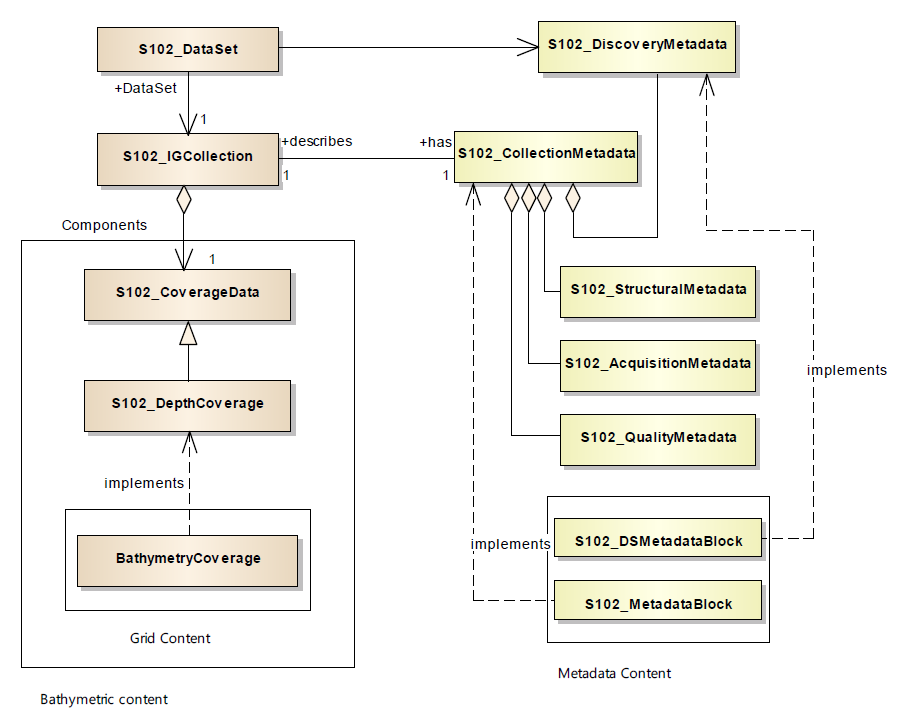 S102_DataSet
S102_DiscoveryMetadata
+DataSet
1
S102_IGCollection
+describes
1
+has
1
S102_CollectionMetadata
Components
1
S102_CoverageData
S102_StructuralMetadata
S102_AcquisitionMetadata
implements
S102_DepthCoverage
S102_QualityMetadata
implements
BathymetryCoverage
implements
S102_DSMetadataBlock
S102_MetadataBlock
Grid Content
Metadata Content
Bathymetric content